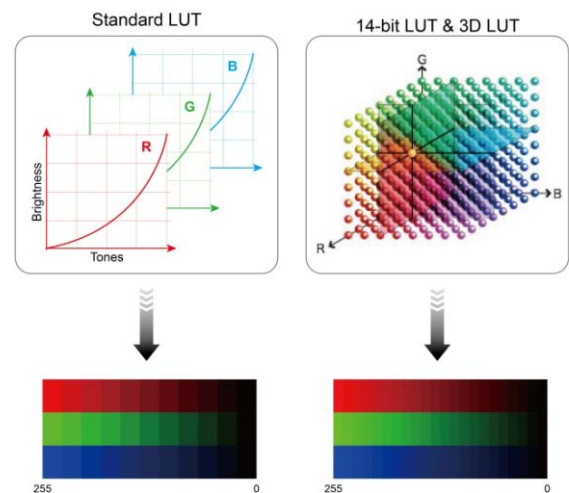 Standard LUT
B
G
R
Brightness
Tones
255
0
14-bit LUT & 3D LUT
G
B
R
255
0